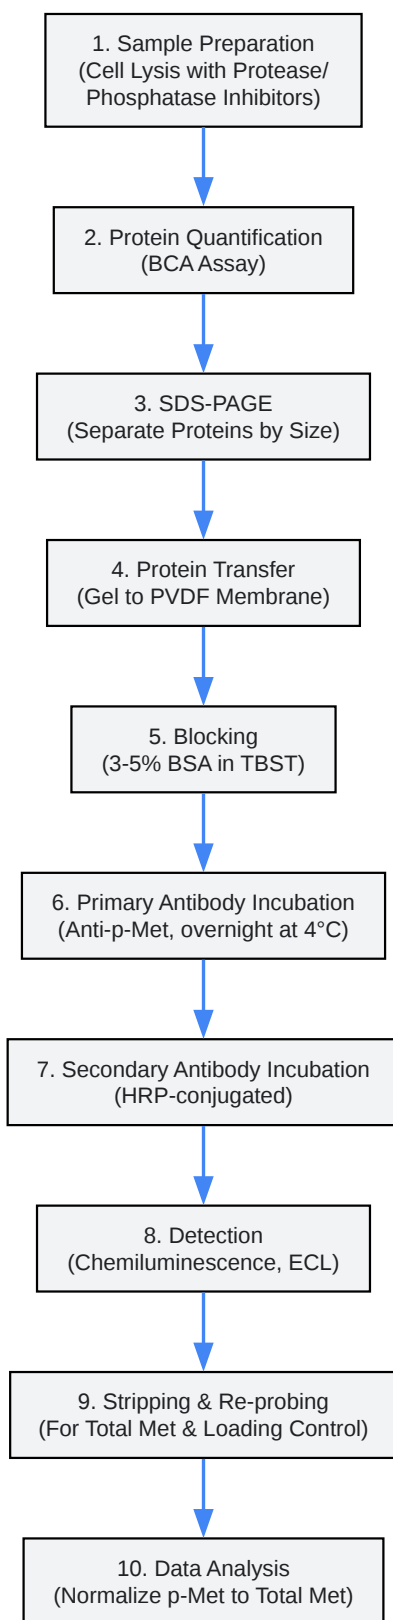 1. Sample Preparation
(Cell Lysis with Protease/
Phosphatase Inhibitors)
2. Protein Quantification
(BCA Assay)
3. SDS-PAGE
(Separate Proteins by Size)
4. Protein Transfer
(Gel to PVDF Membrane)
5. Blocking
(3-5% BSA in TBST)
6. Primary Antibody Incubation
(Anti-p-Met, overnight at 4°C)
7. Secondary Antibody Incubation
(HRP-conjugated)
8. Detection
(Chemiluminescence, ECL)
9. Stripping & Re-probing
(For Total Met & Loading Control)
10. Data Analysis
(Normalize p-Met to Total Met)